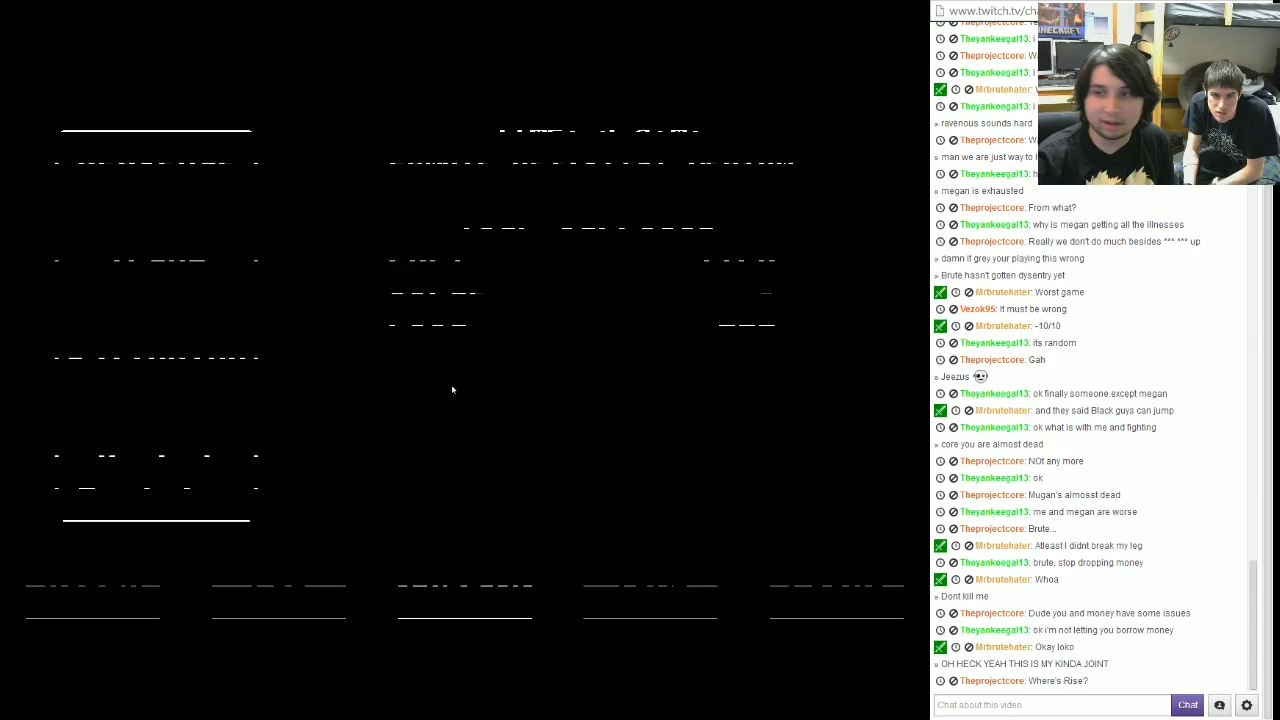 www.twitch.tv/ch
MINECRAFT
Theyankeegal13: i
Theprojectcore: W
Theyankeegal13: i
Mrbrutehater:
Theyankeegal13: i
» ravenous sounds hard
Theprojectcore: W
» man we are just way to
Theyankeegal13: h
» megan is exhausted
Theprojectcore: From what?
Theyankeegal13: why is megan getting all the illnesses
Theprojectcore: Really we don't do much besides *** *** up
» damn it grey your playing this wrong
» Brute hasn't gotten dysentry yet
Mrbrutehater: Worst game
Vezok95: It must be wrong
Mrbrutehater: -10/10
Theyankeegal13: its random
Theprojectcore: Gah
» Jeezus
Theyankeegal13: ok finally someone except megan
Mrbrutehater: and they said Black guys can jump
Theyankeegal13: ok what is with me and fighting
» core you are almost dead
Theprojectcore: NOt any more
Theyankeegal13: ok
Theprojectcore: Mugan's almosst dead
Theyankeegal13: me and megan are worse
Theprojectcore: Brute...
Mrbrutehater: Atleast I didnt break my leg
Theyankeegal13: brute, stop dropping money
Mrbrutehater: Whoa
» Dont kill me
Theprojectcore: Dude you and money have some issues
Theyankeegal13: ok i'm not letting you borrow money
Mrbrutehater: Okay loko
» OH HECK YEAH THIS IS MY KINDA JOINT
Theprojectcore: Where's Rise?
Chat about this video
Chat